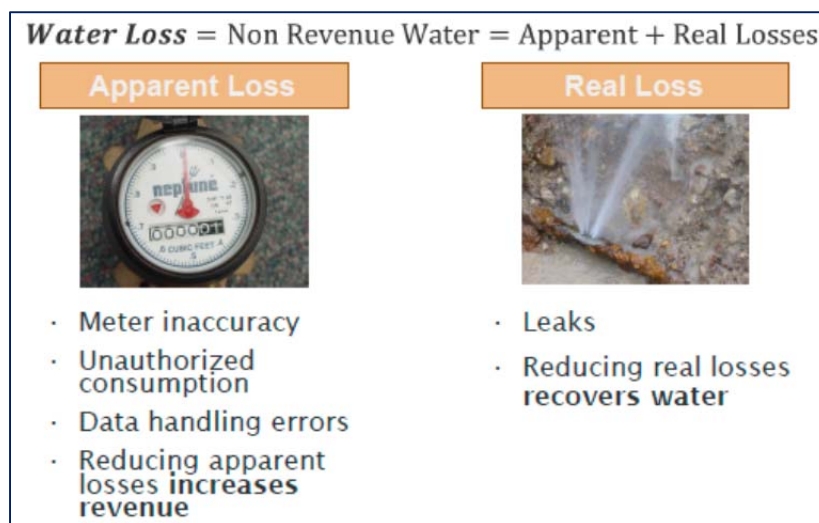 Water Loss = Non Revenue Water = Apparent + Real Losses
Apparent Loss
neptune
CUBIC FEET
· Meter inaccuracy
· Unauthorized
consumption
· Data handling errors
· Reducing apparent
losses increases
revenue
Real Loss
· Leaks
· Reducing real losses
recovers water